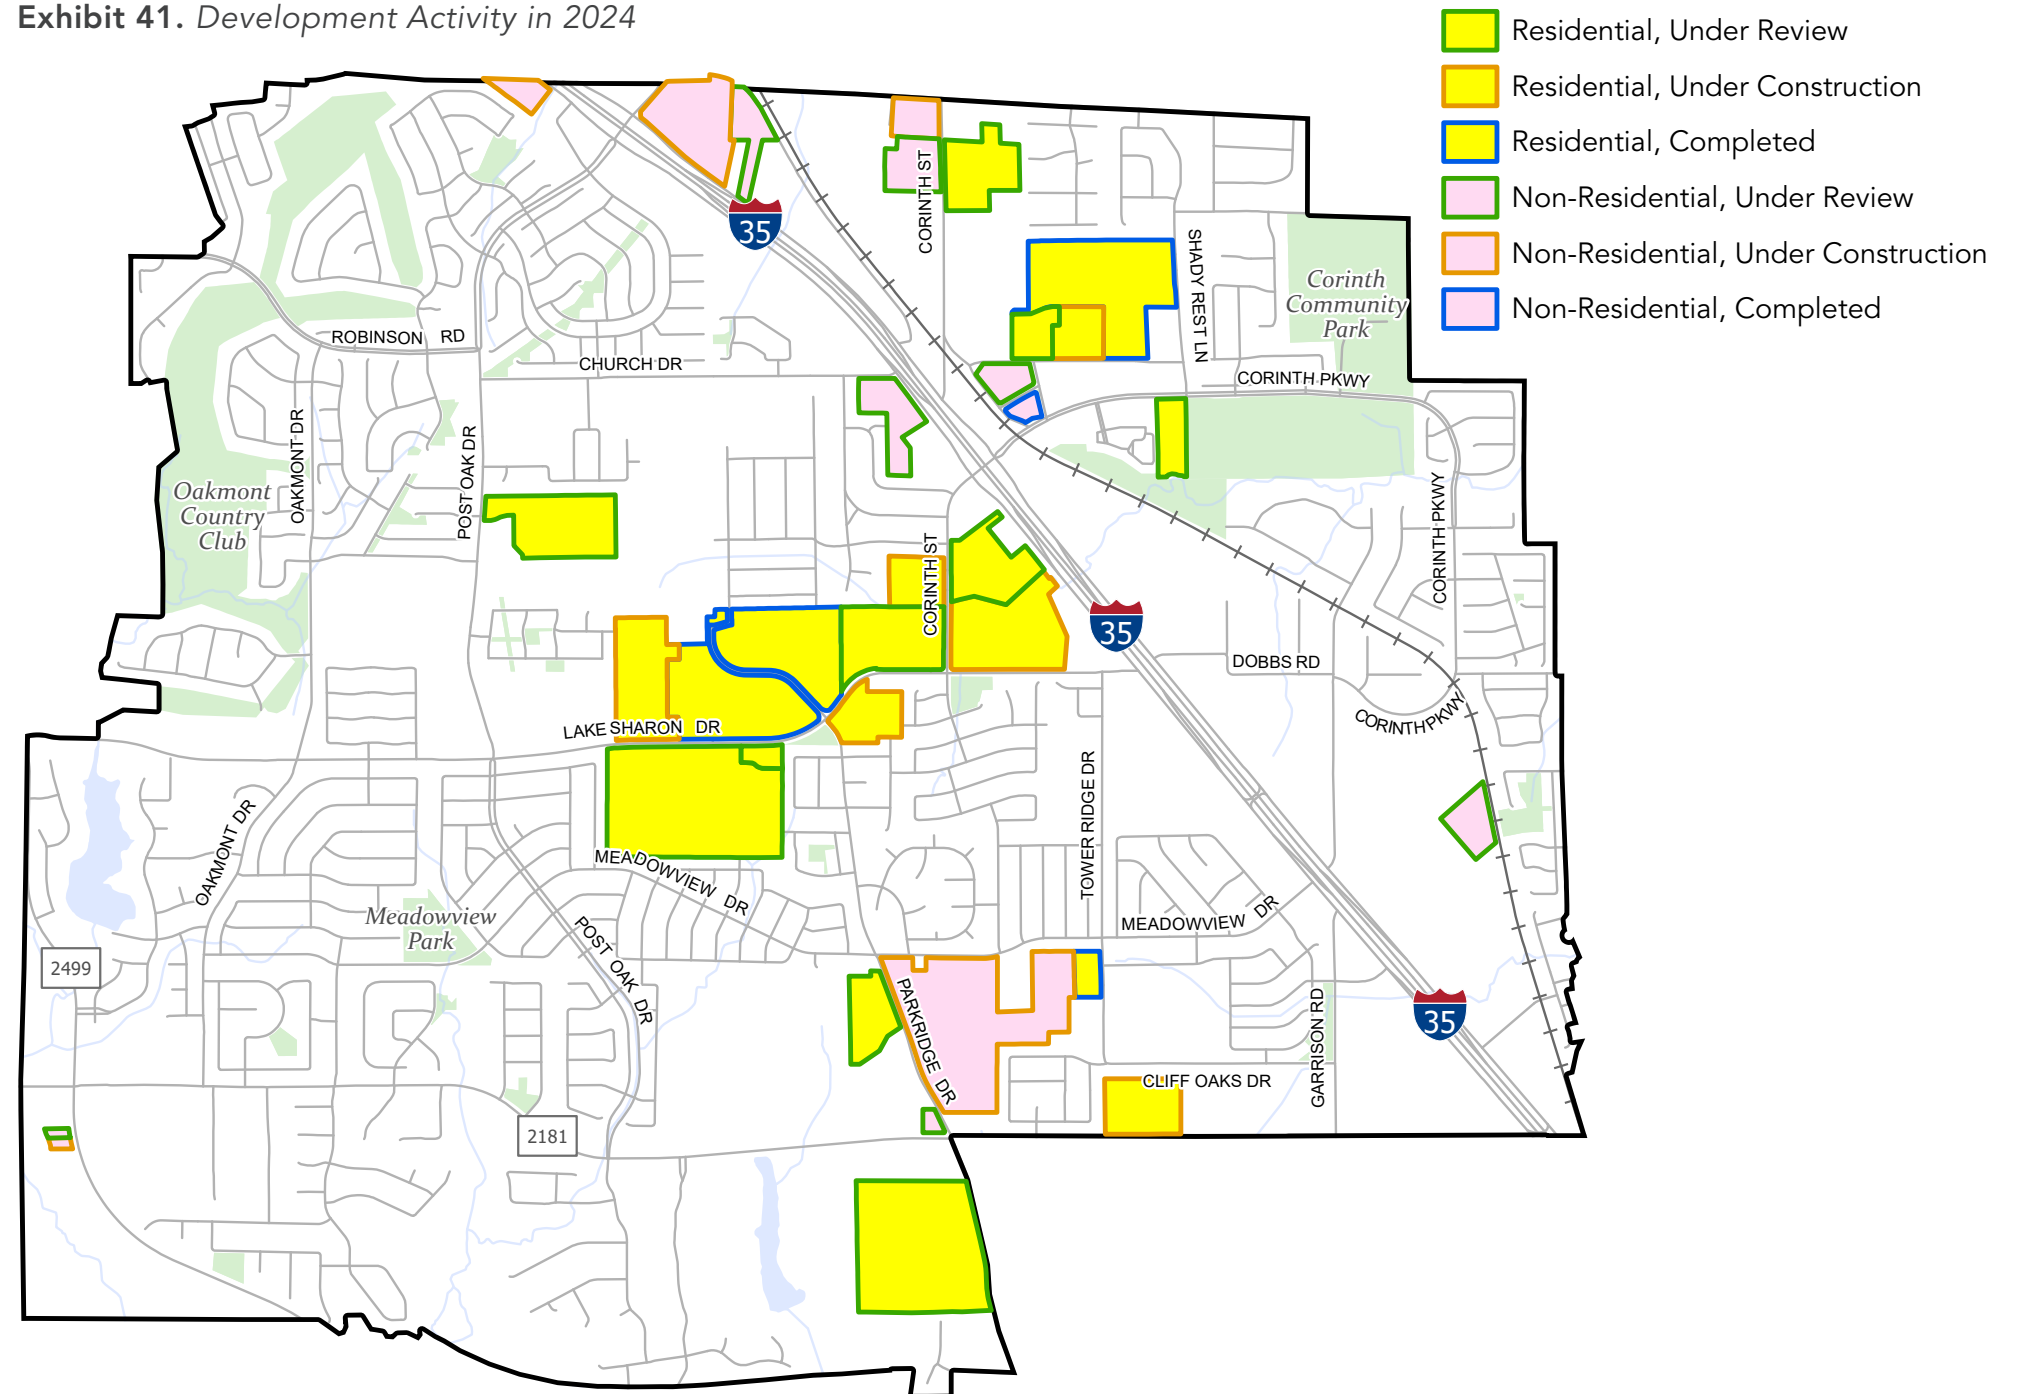 Exhibit 41. Development Activity in 2024
Residential, Under Review
Residential, Under Construction
Residential, Completed
Non-Residential, Under Review
Non-Residential, Under Construction
Non-Residential, Completed
35
CORINTH ST
SHADY REST LN
Corinth
Community
Park
ROBINSON RD
CHURCH DR
CORINTH PKWY
OAKMONT DR
POST OAK DR
Oakmont
Country
Club
CORINTH PKWY
CORINTH ST
35
DOBBS RD
CORINTH PKWY
LAKE SHARON DR
TOWER RIDGE DR
OAKMONT DR
MEADOWVIEW DR
Meadowview
Park
MEADOWVIEW DR
POST OAK DR
2499
PARKRIDGE DR
GARRISON RD
35
CLIFF OAKS DR
2181